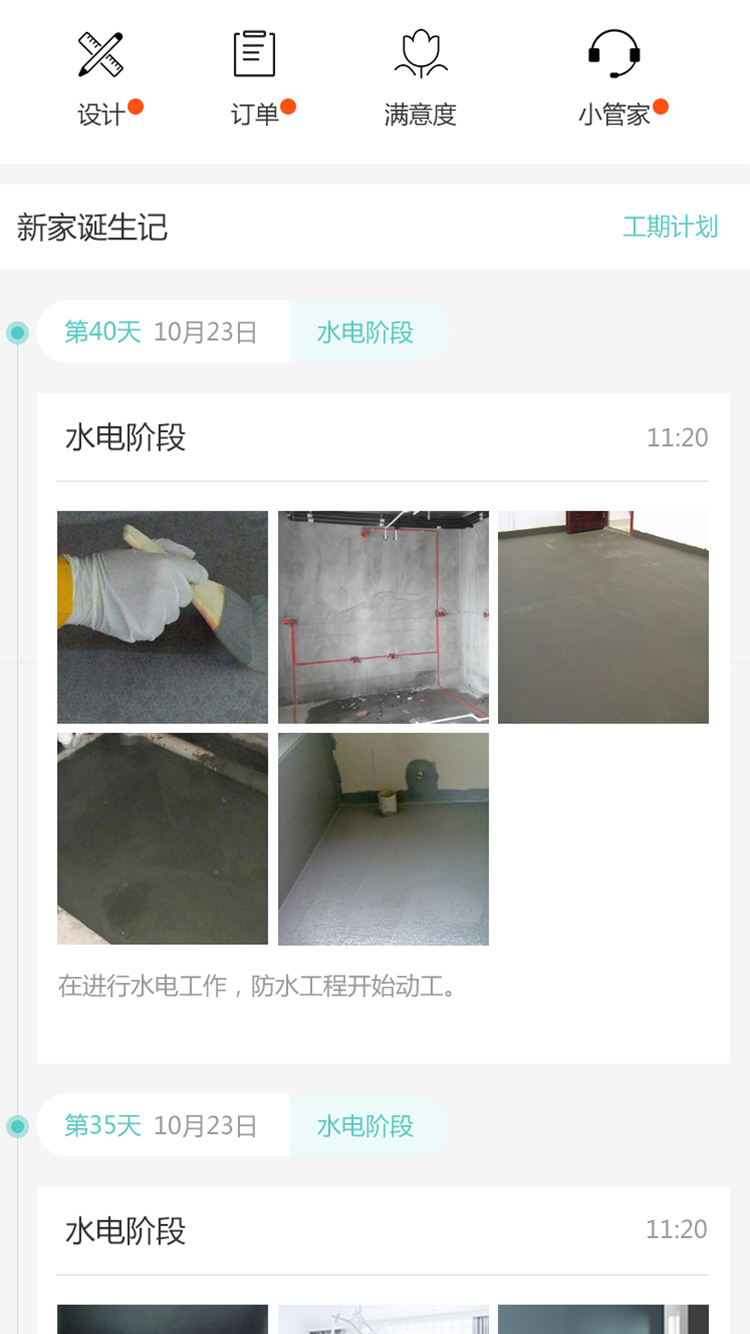 设计 订单 满意度 小管家
新家诞生记 工期计划
第40天 10月23日 水电阶段
水电阶段 11:20
在进行水电工作，防水工程开始动工。
第35天 10月23日 水电阶段
水电阶段 11:20